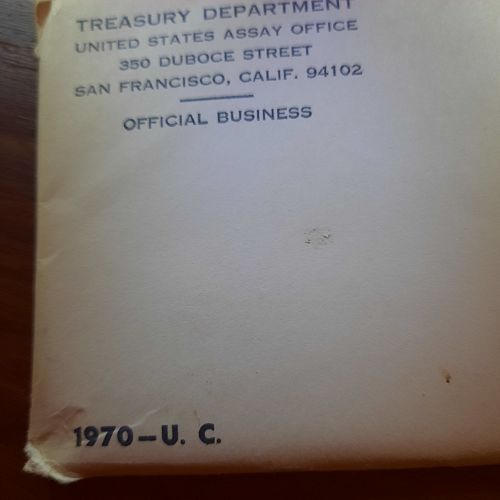 TREASURY DEPARTMENT
UNITED STATES ASSAY OFFICE
350 DUBOCE STREET
SAN FRANCISCO, CALIF. 94102
OFFICIAL BUSINESS
1970-U. C.